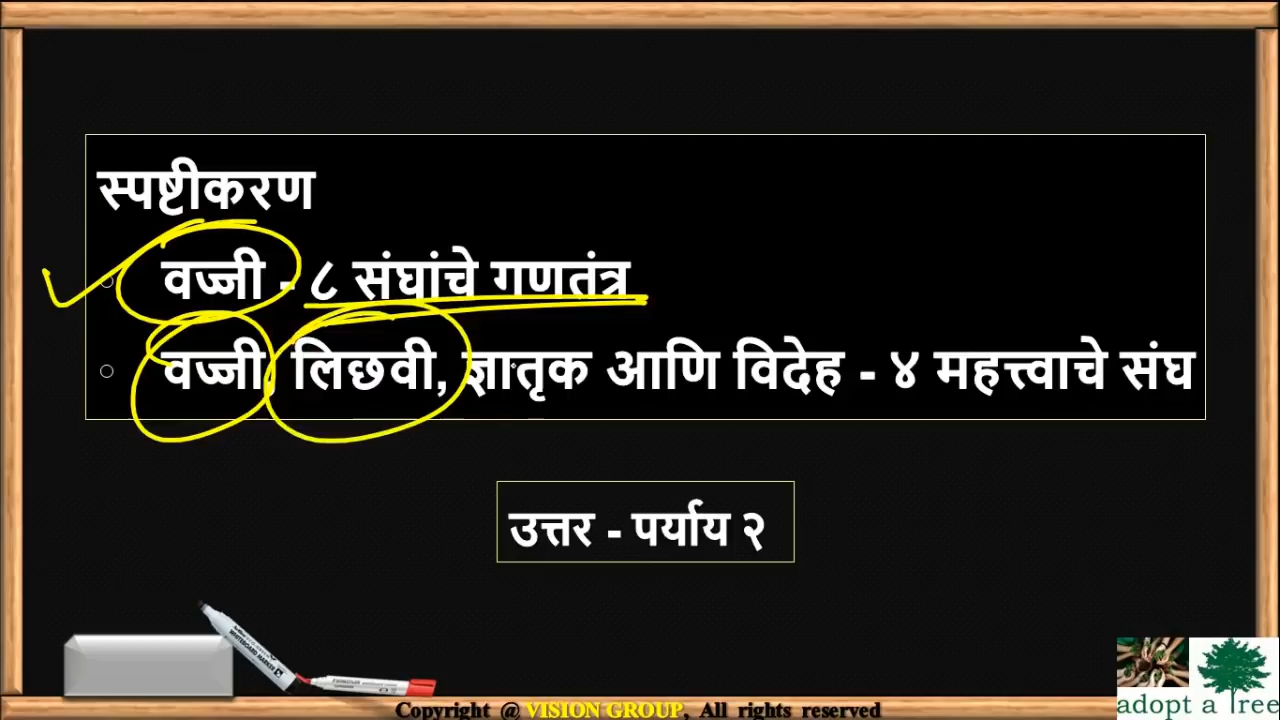 स्पष्टीकरण
वज्जी - ८ संघांचे गणतंत्र
वज्जी, लिछवी, ज्ञातृक आणि विदेह - ४ महत्त्वाचे संघ
उत्तर - पर्याय २
adopt a Tree
Copyright @ VISION GROUP, All rights reserved